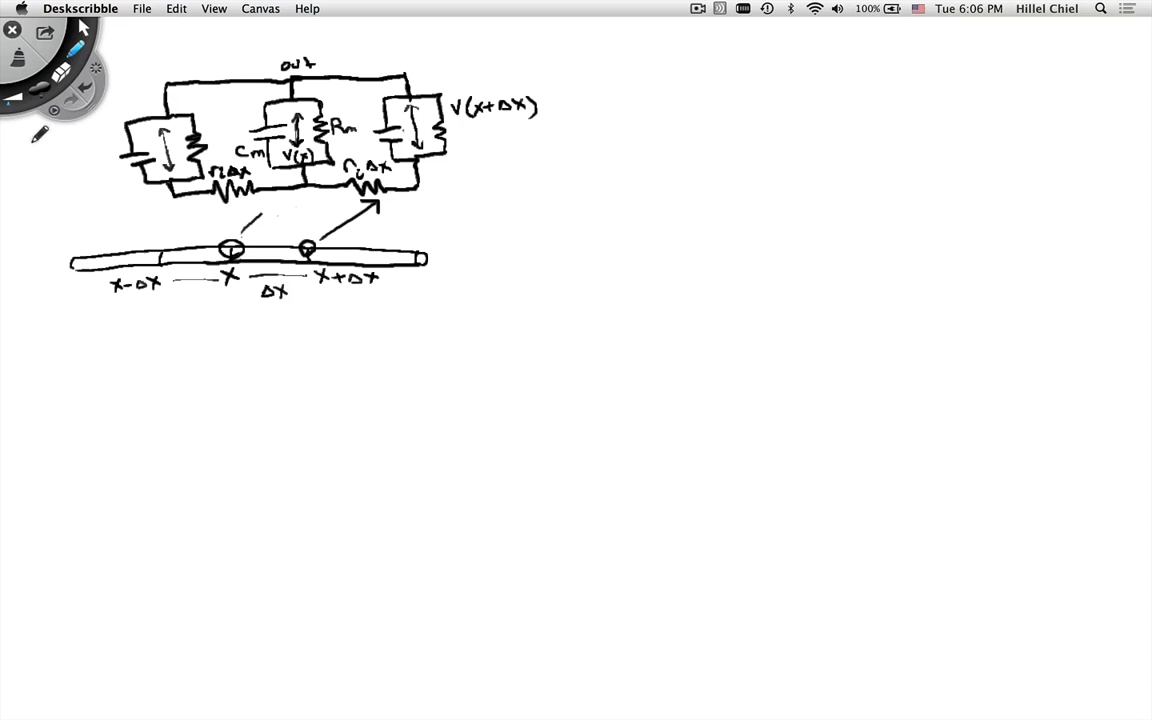 Deskscribble File Edit View Canvas Help 100% Tue 6:06 PM Hillel Chiel
out
V(x+Δx)
Rm
Cm
V(x)
riΔx
riΔx
x-Δx
x
x+Δx
Δx